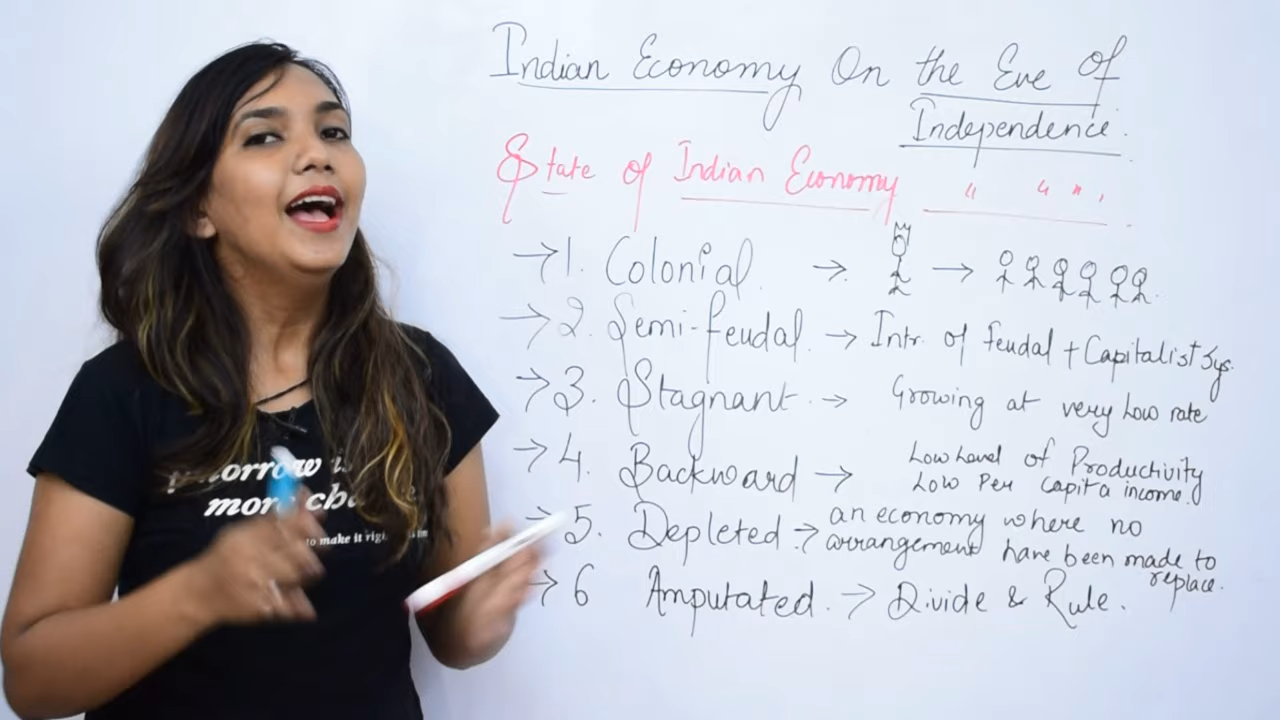 Indian Economy On the Eve of
Independence.
State of Indian Economy " " " .
→ 1. Colonial → →
→ 2. Semi-feudal. → Intr. of feudal + Capitalist Sys.
→ 3. Stagnant → Growing at very low rate
→ 4. Backward → Low Level of Productivity
Low Per Capita income.
→ 5. Depleted → an economy where no
arrangement have been made to
replace.
→ 6 Amputated. → Divide & Rule.
more
to make it